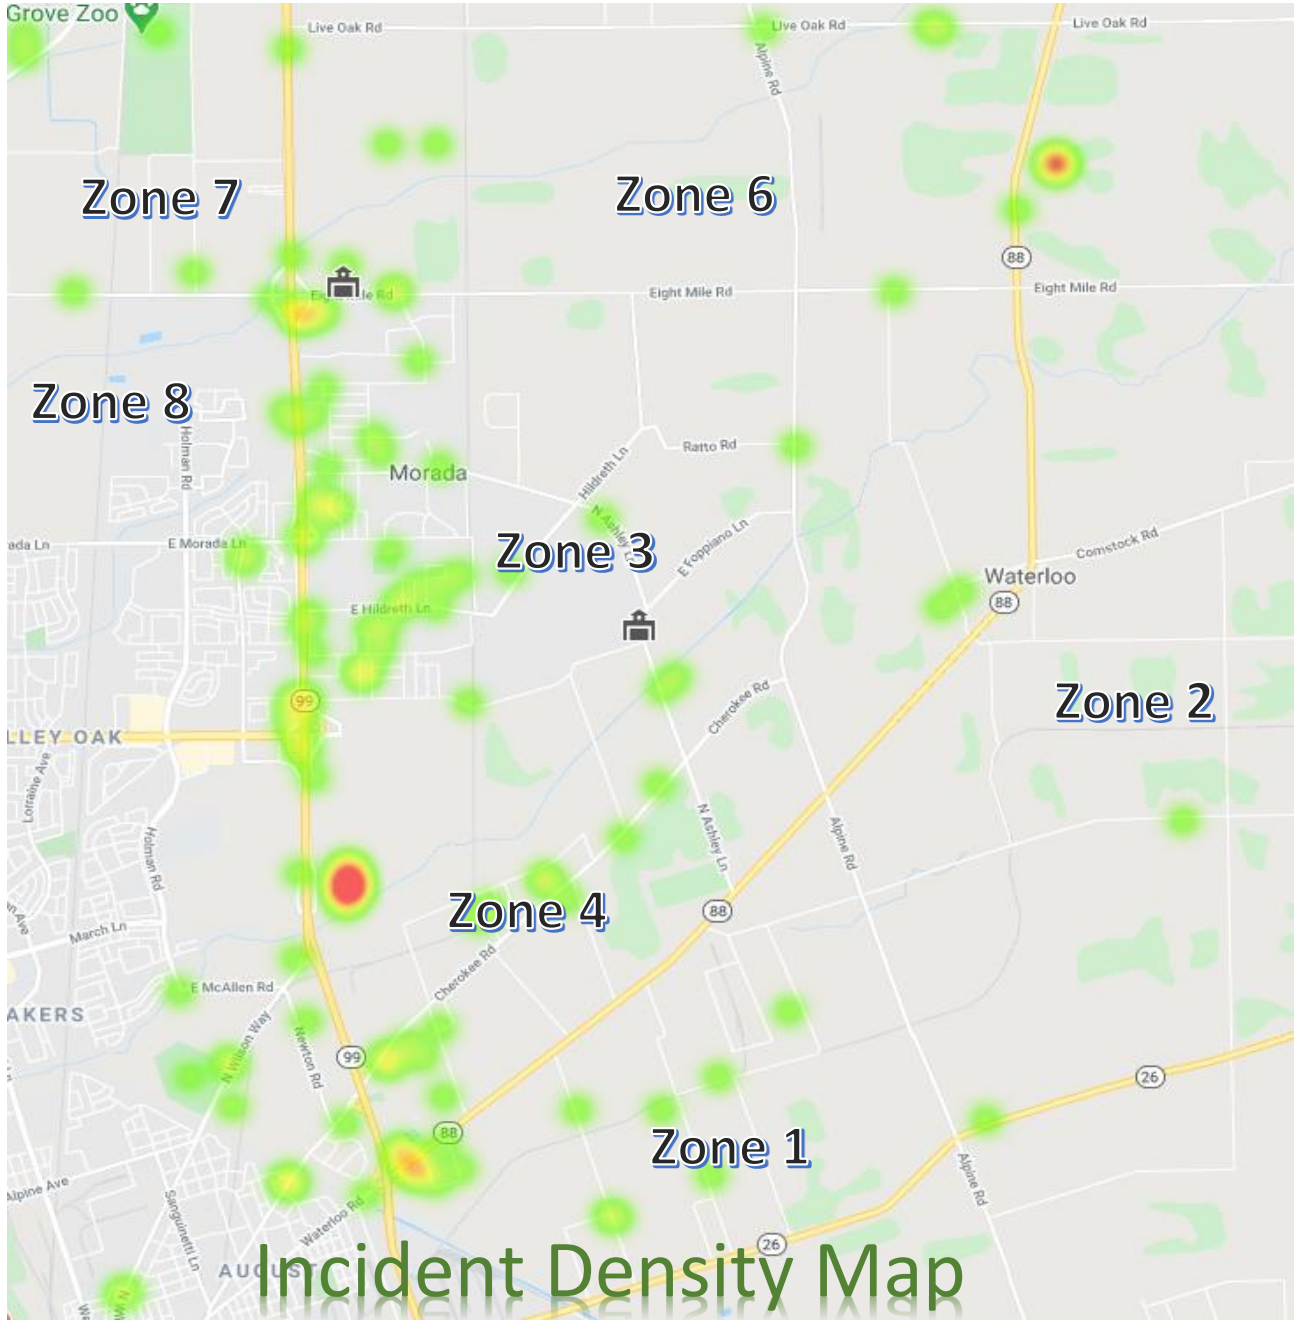 Grove Zoo
Live Oak Rd
Live Oak Rd
Live Oak Rd
Alpine Rd
Zone 7
Zone 6
88
Eight Mile Rd
Eight Mile Rd
Eight Mile Rd
Zone 8
Holman Rd
Morada
Ratto Rd
Hildreth Ln
N Ashley Ln
E Foppiano Ln
ada Ln
E Morada Ln
Zone 3
Comstock Rd
Waterloo
88
E Hildreth Ln
99
Zone 2
Cherokee Rd
LLEY OAK
Lorraine Ave
Holman Rd
N Ashley Ln
Alpine Rd
Zone 4
88
March Ln
Cherokee Rd
E McAllen Rd
AKERS
N Wilson Way
Newton Rd
99
26
88
Zone 1
Alpine Ave
Alpine Rd
Sanguinetti Ln
Waterloo Rd
26
AUGUST
Incident Density Map